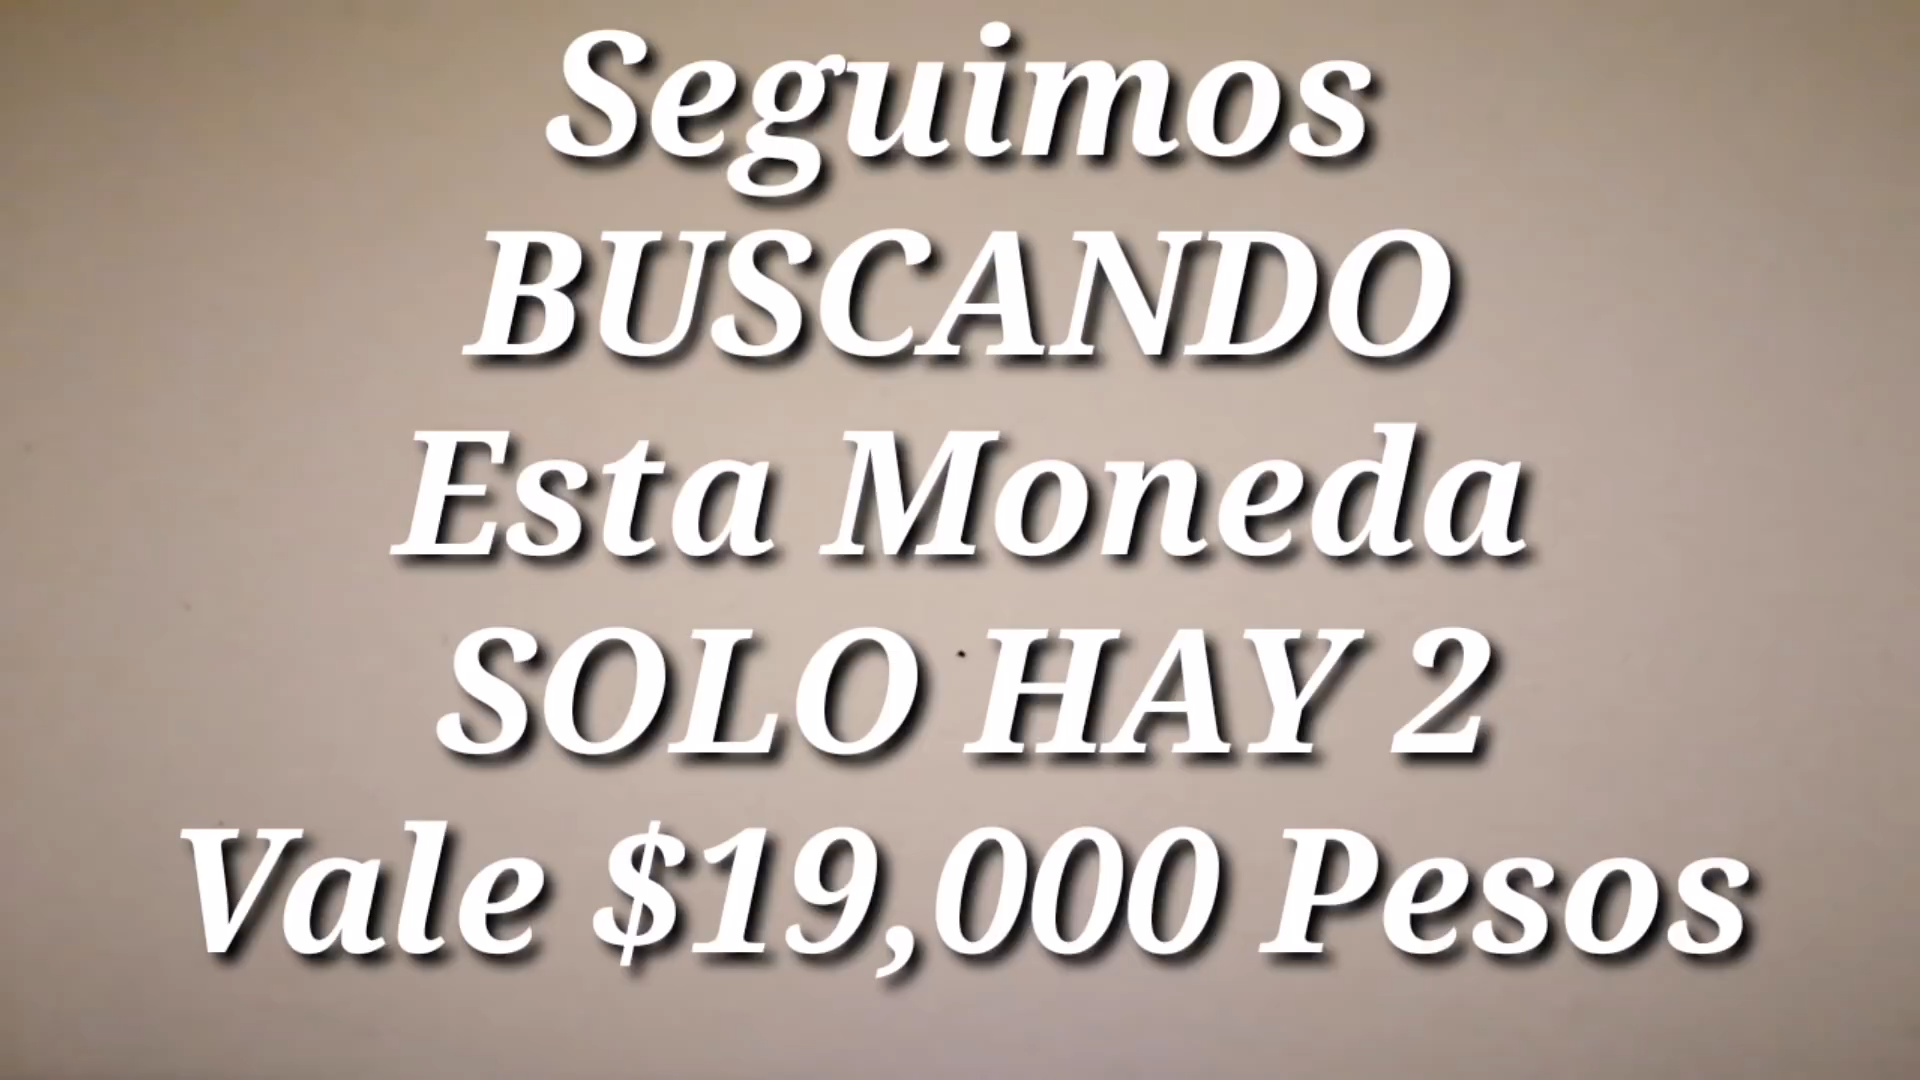 Seguimos
BUSCANDO
Esta Moneda
SOLO HAY 2
Vale $19,000 Pesos